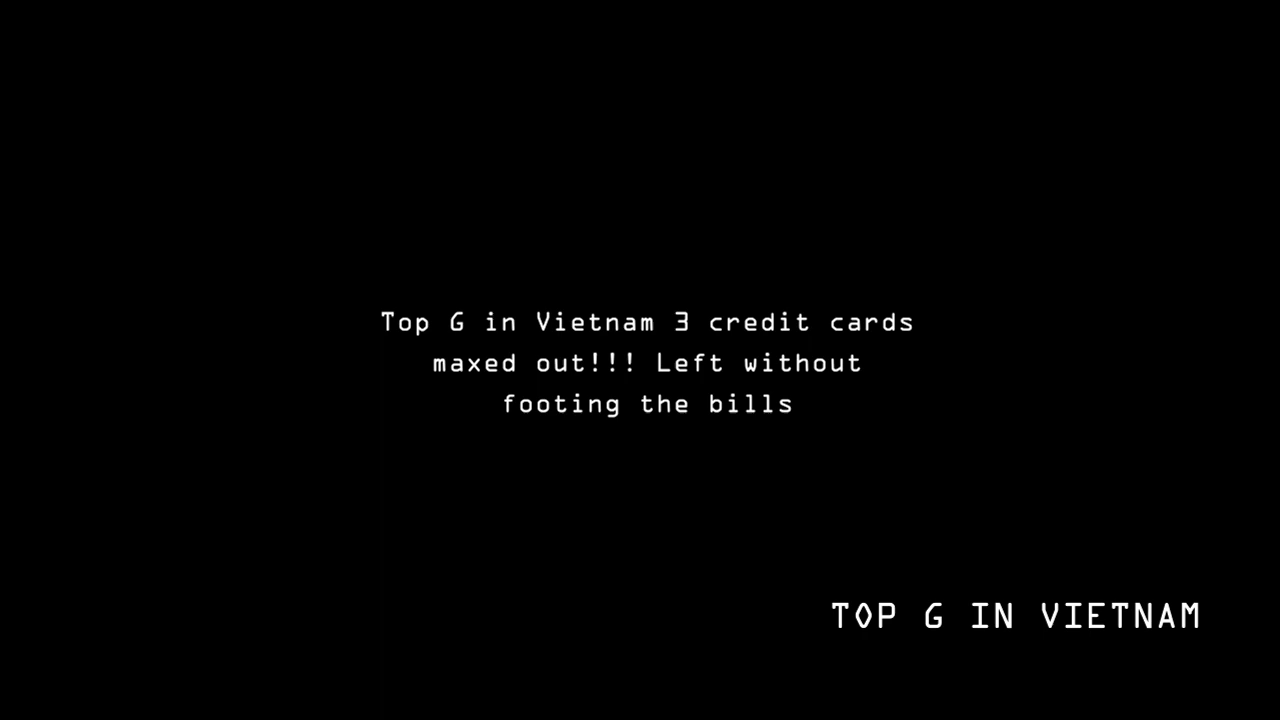 Top G in Vietnam 3 credit cards
maxed out!!! Left without
footing the bills
TOP G IN VIETNAM